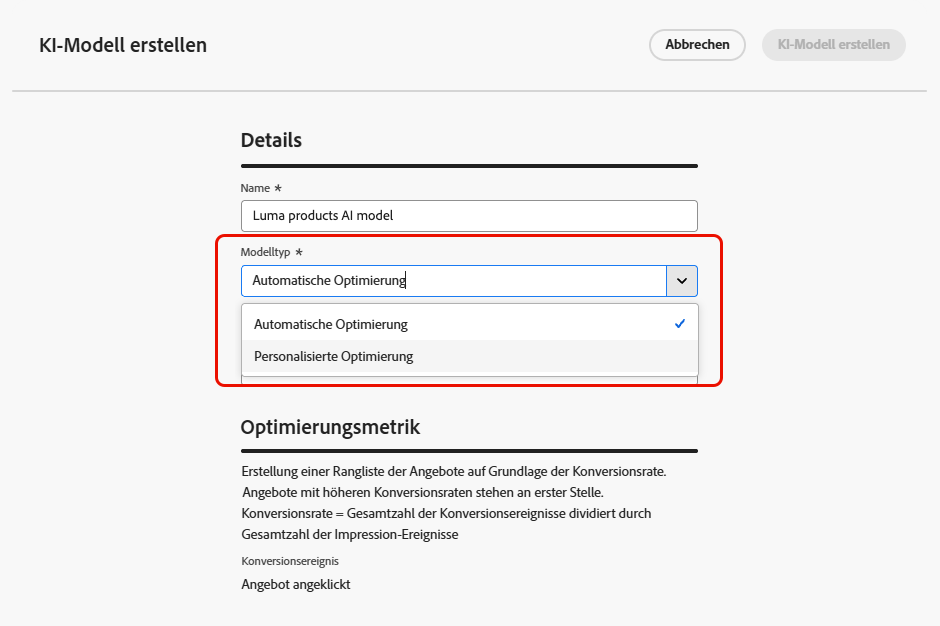 KI-Modell erstellen
Abbrechen
KI-Modell erstellen
Details
Name *
Luma products AI model
Modelltyp *
Automatische Optimierung
Automatische Optimierung
Personalisierte Optimierung
Optimierungsmetrik
Erstellung einer Rangliste der Angebote auf Grundlage der Konversionsrate.
Angebote mit höheren Konversionsraten stehen an erster Stelle.
Konversionsrate = Gesamtzahl der Konversionsereignisse dividiert durch
Gesamtzahl der Impression-Ereignisse
Konversionsereignis
Angebot angeklickt